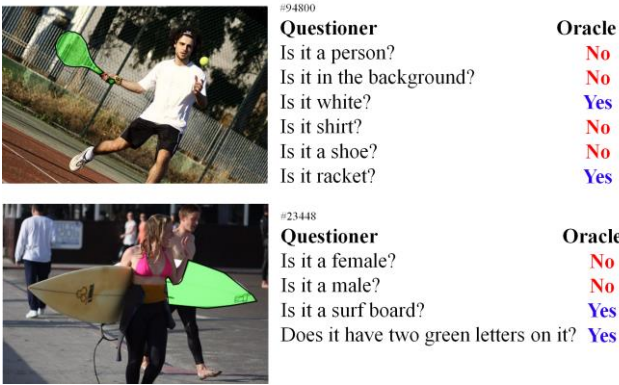 #94800
Questioner Oracle
Is it a person? No
Is it in the background? No
Is it white? Yes
Is it shirt? No
Is it a shoe? No
Is it racket? Yes
#23448
Questioner Oracle
Is it a female? No
Is it a male? No
Is it a surf board? Yes
Does it have two green letters on it? Yes